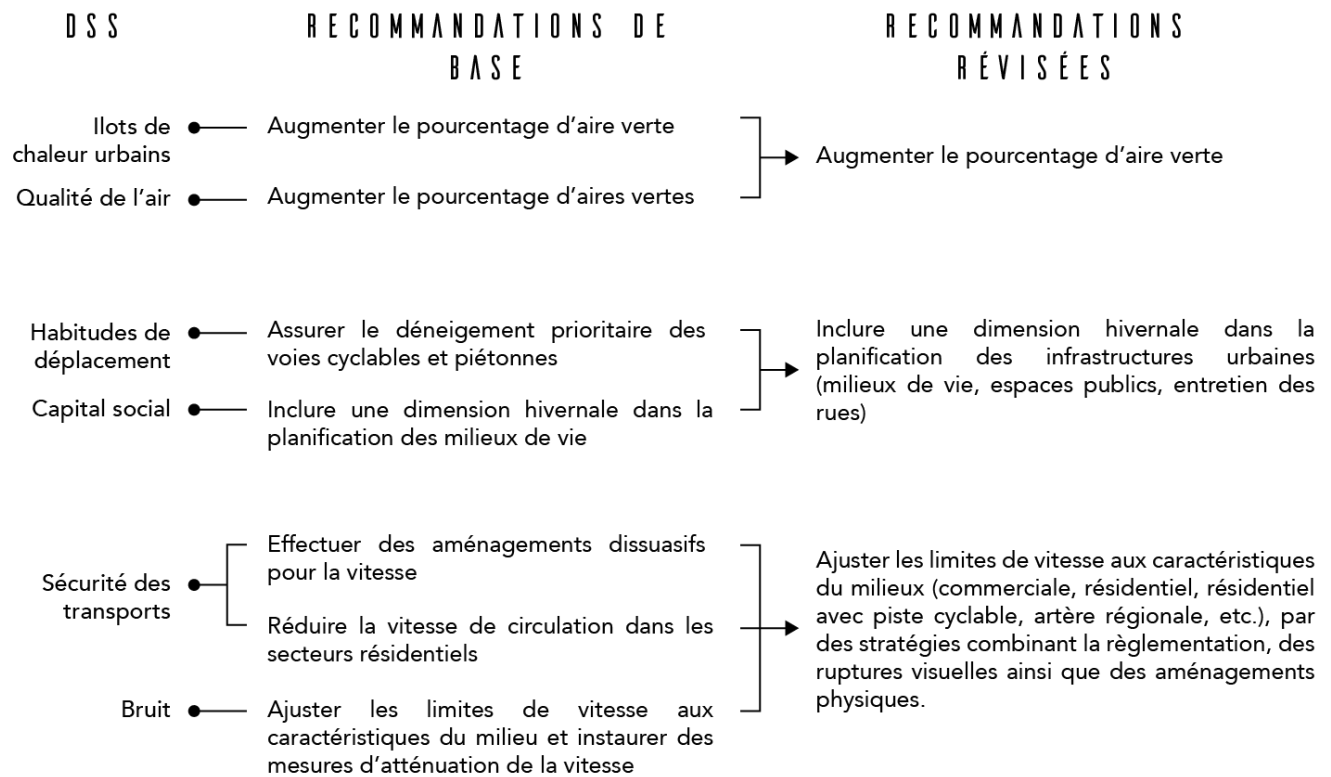 DSS
RECOMMANDATIONS DE
BASE
RECOMMANDATIONS
RÉVISÉES
Ilots de
chaleur urbains
Augmenter le pourcentage d’aire verte
Qualité de l’air
Augmenter le pourcentage d’aires vertes
Augmenter le pourcentage d’aire verte
Habitudes de
déplacement
Assurer le déneigement prioritaire des
voies cyclables et piétonnes
Capital social
Inclure une dimension hivernale dans la
planification des milieux de vie
Inclure une dimension hivernale dans la
planification des infrastructures urbaines
(milieux de vie, espaces publics, entretien des
rues)
Sécurité des
transports
Effectuer des aménagements dissuasifs
pour la vitesse
Réduire la vitesse de circulation dans les
secteurs résidentiels
Bruit
Ajuster les limites de vitesse aux
caractéristiques du milieu et instaurer des
mesures d’atténuation de la vitesse
Ajuster les limites de vitesse aux caractéristiques
du milieux (commerciale, résidentiel, résidentiel
avec piste cyclable, artère régionale, etc.), par
des stratégies combinant la règlementation, des
ruptures visuelles ainsi que des aménagements
physiques.